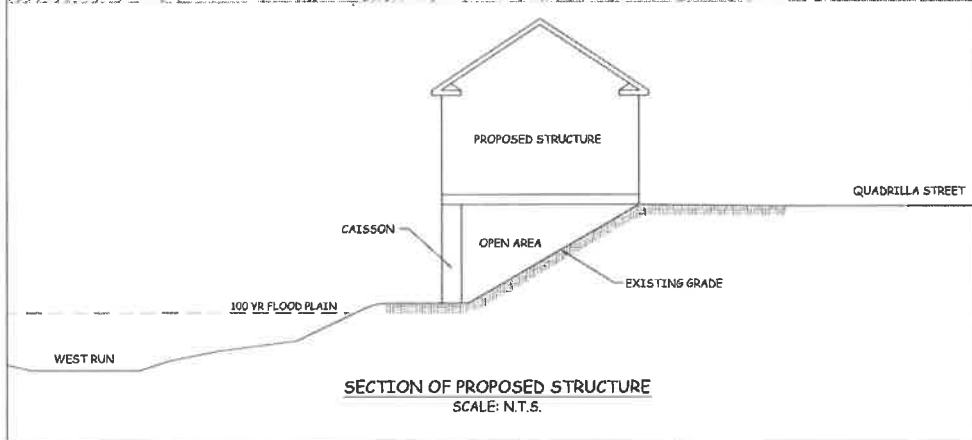 PROPOSED STRUCTURE
QUADRILLA STREET
CAISSON
OPEN AREA
EXISTING GRADE
100 YR FLOOD PLAIN
WEST RUN
SECTION OF PROPOSED STRUCTURE
SCALE: N.T.S.